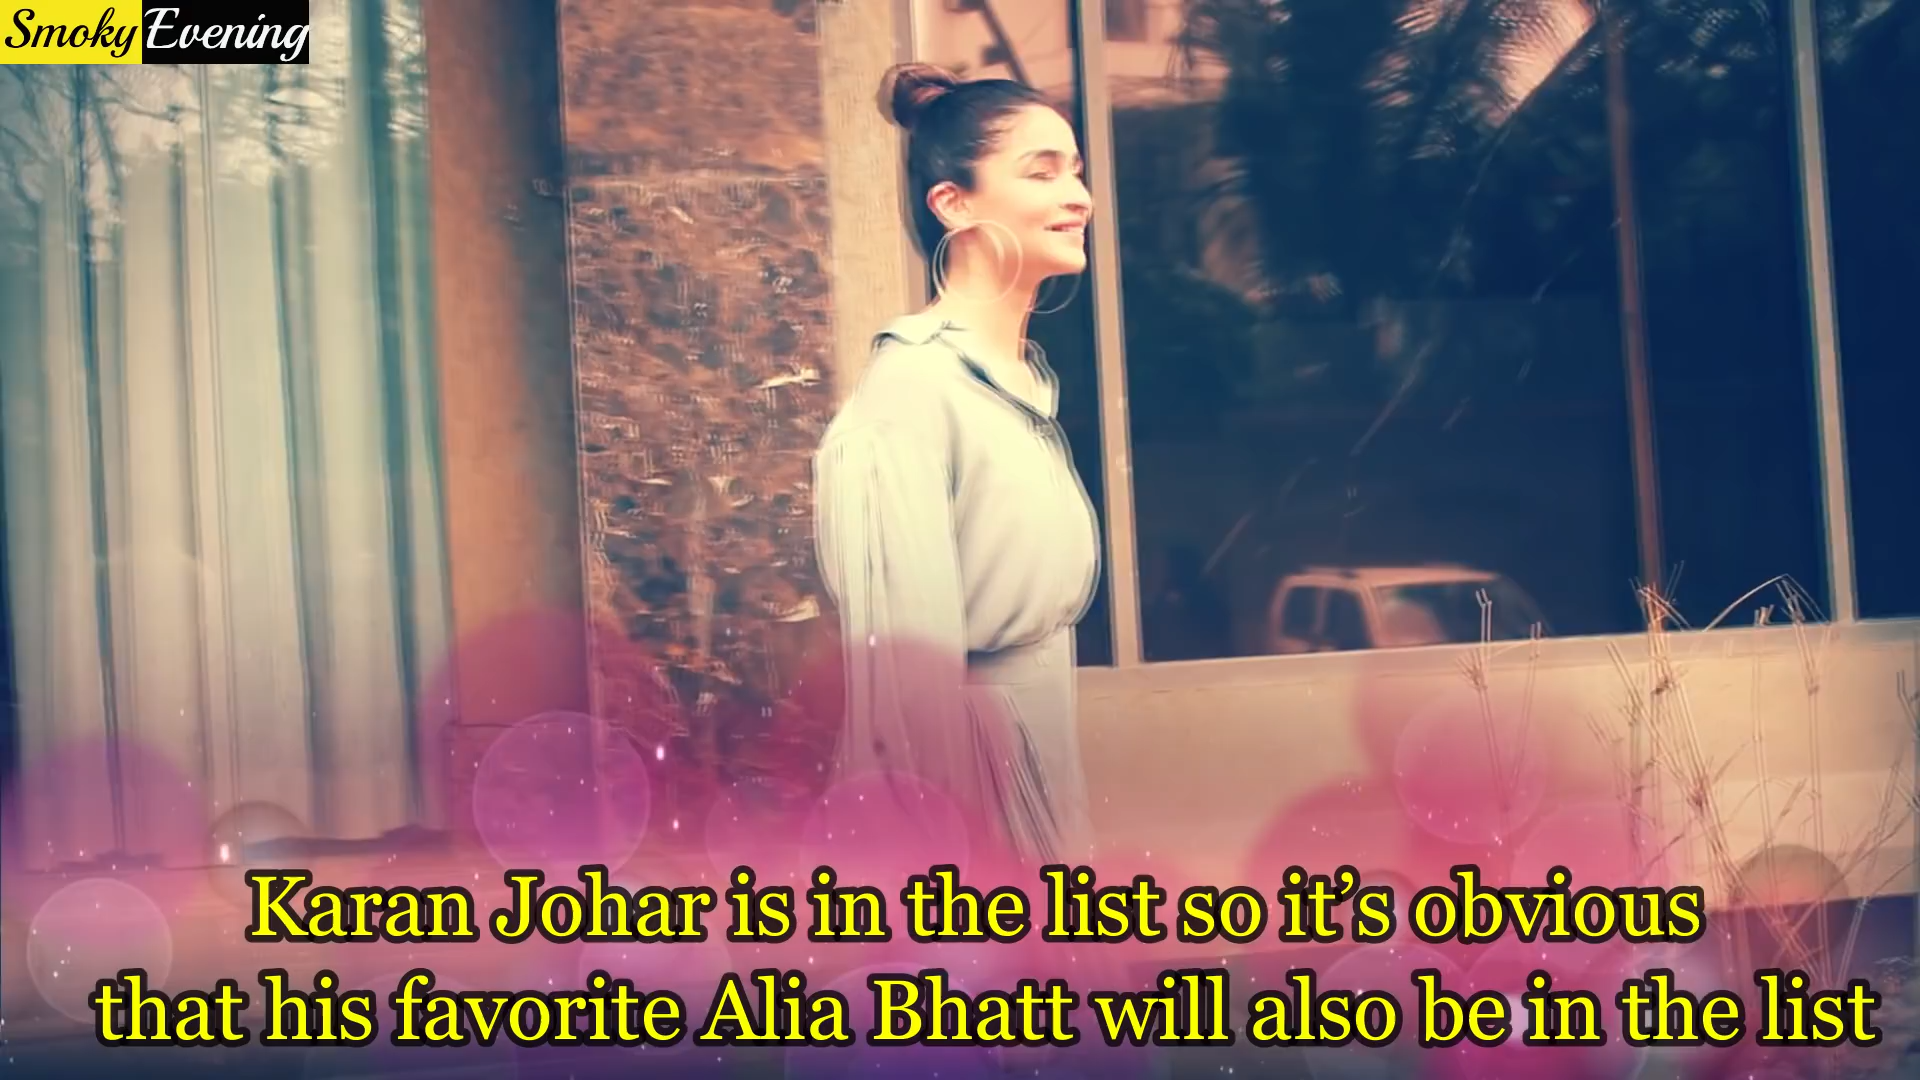 Smoky Evening
Karan Johar is in the list so it’s obvious
that his favorite Alia Bhatt will also be in the list